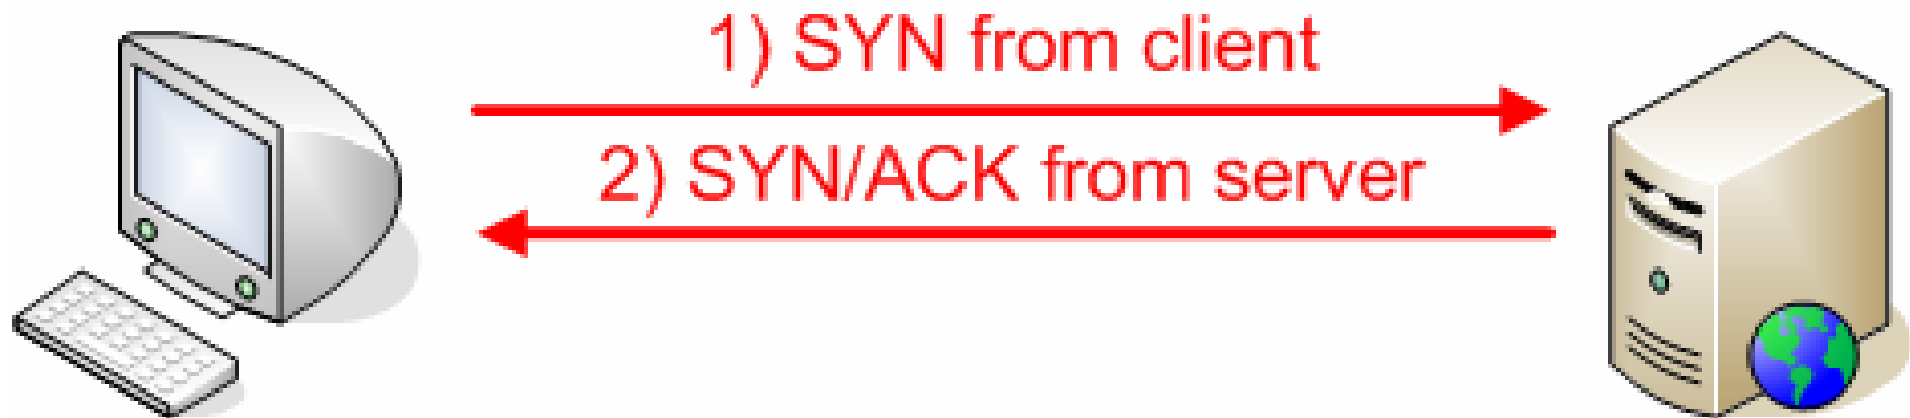 1) SYN from client
2) SYN/ACK from server